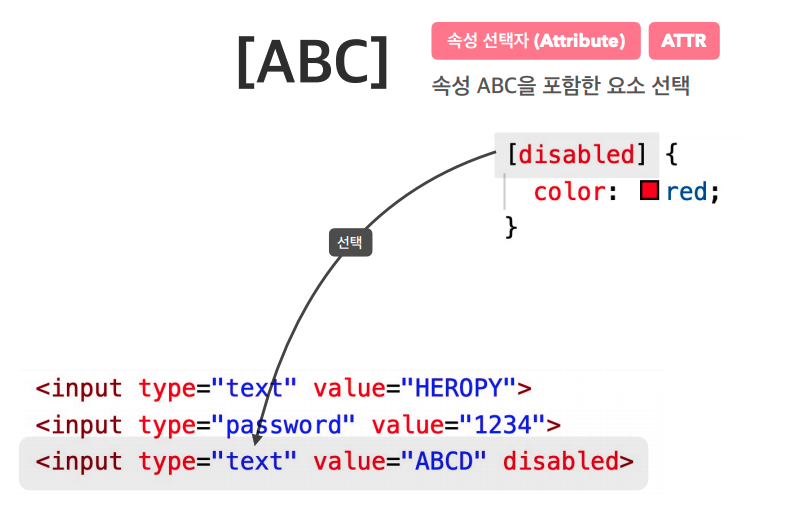 [ABC]
속성 선택자 (Attribute)
ATTR
속성 ABC을 포함한 요소 선택
[disabled] {
color: red;
}
선택
<input type="text" value="HEROPY">
<input type="password" value="1234">
<input type="text" value="ABCD" disabled>